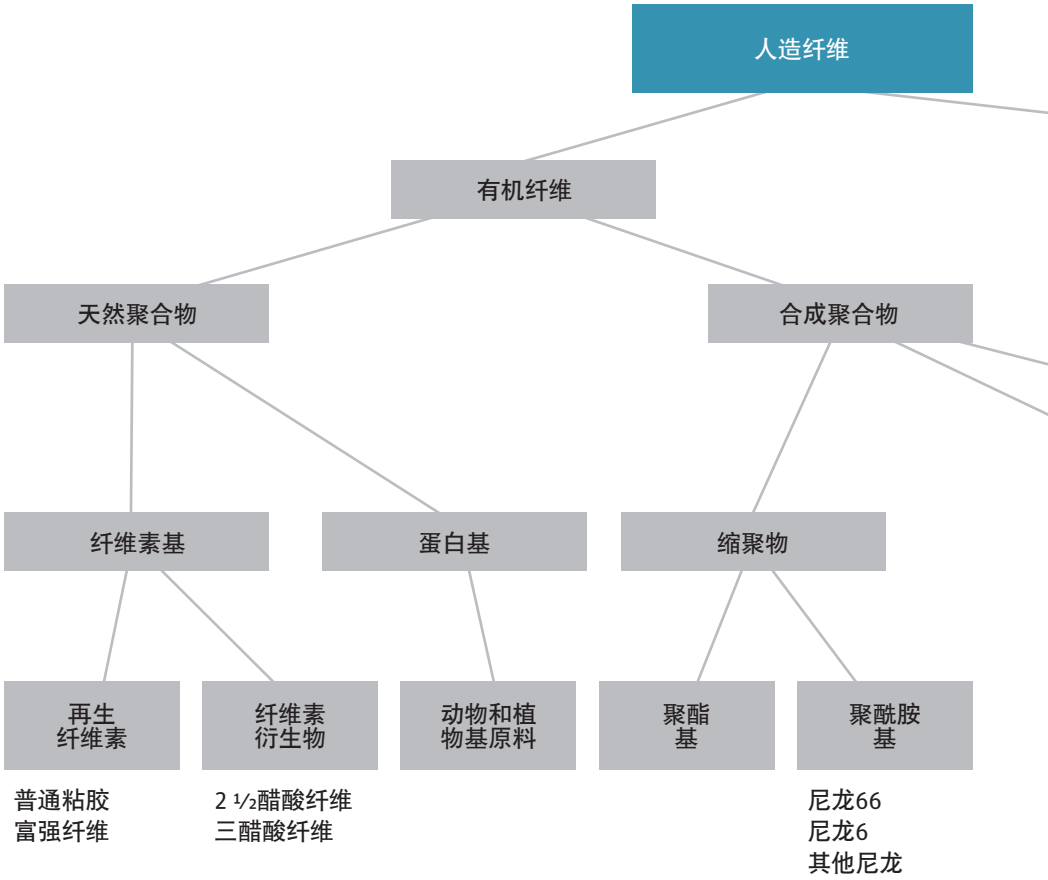 人造纤维
有机纤维
天然聚合物
合成聚合物
纤维素基
蛋白基
缩聚物
再生
纤维素
纤维素
衍生物
动物和植
物基原料
聚酯
基
聚酰胺
基
普通粘胶
富强纤维
2 ½醋酸纤维
三醋酸纤维
尼龙66
尼龙6
其他尼龙